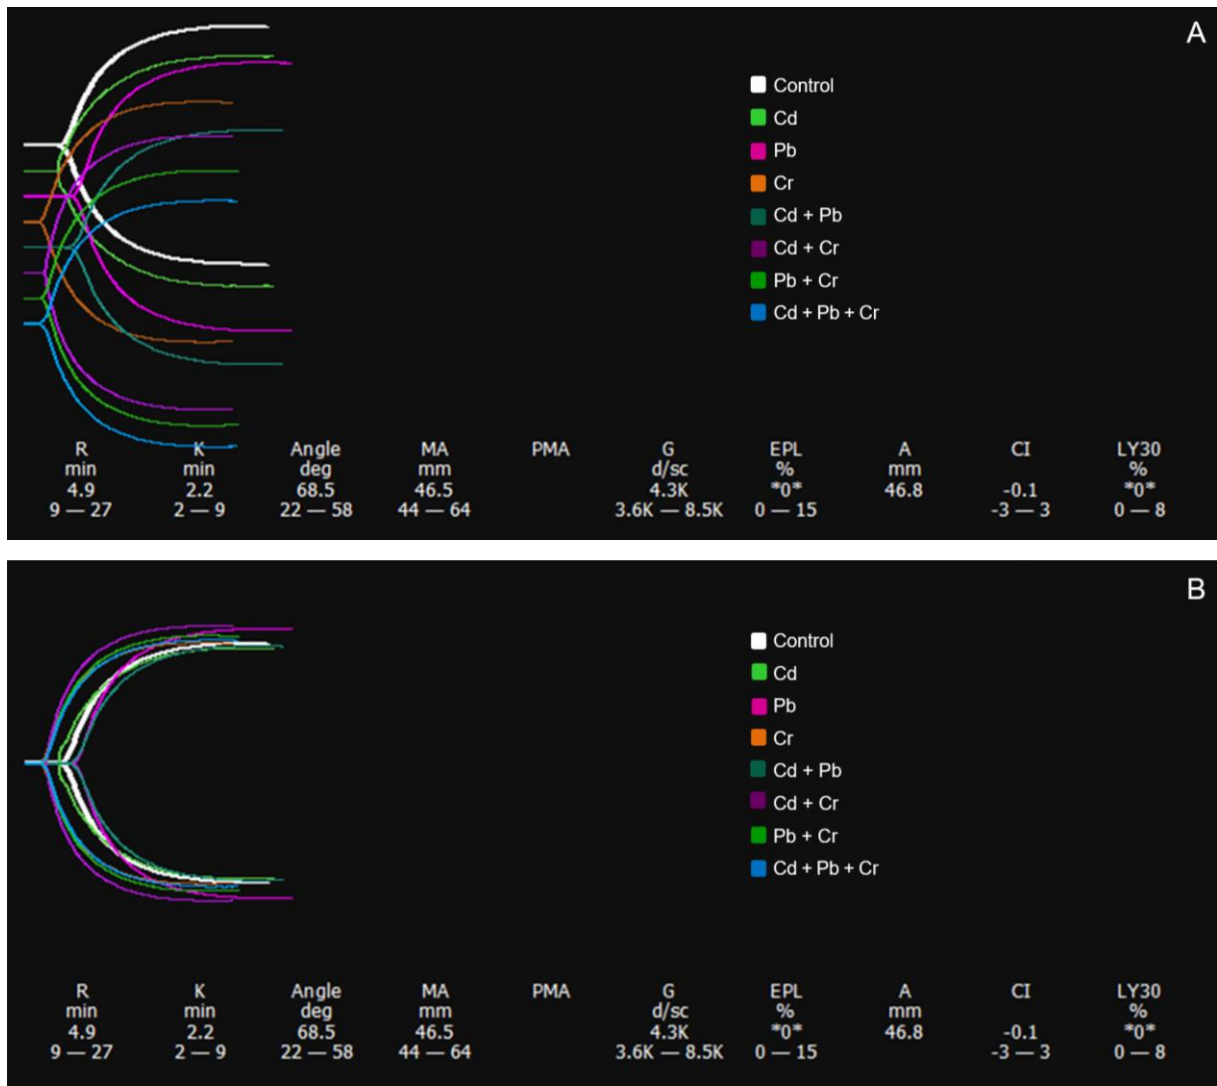 A
Control
Cd
Pb
Cr
Cd + Pb
Cd + Cr
Pb + Cr
Cd + Pb + Cr
R K Angle MA PMA G EPL A CI LY30
min min deg mm d/sc % mm %
4.9 2.2 68.5 46.5 4.3K *0* 46.8 -0.1 *0*
9 — 27 2 — 9 22 — 58 44 — 64 3.6K — 8.5K 0 — 15 -3 — 3 0 — 8
B
Control
Cd
Pb
Cr
Cd + Pb
Cd + Cr
Pb + Cr
Cd + Pb + Cr
R K Angle MA PMA G EPL A CI LY30
min min deg mm d/sc % mm %
4.9 2.2 68.5 46.5 4.3K *0* 46.8 -0.1 *0*
9 — 27 2 — 9 22 — 58 44 — 64 3.6K — 8.5K 0 — 15 -3 — 3 0 — 8